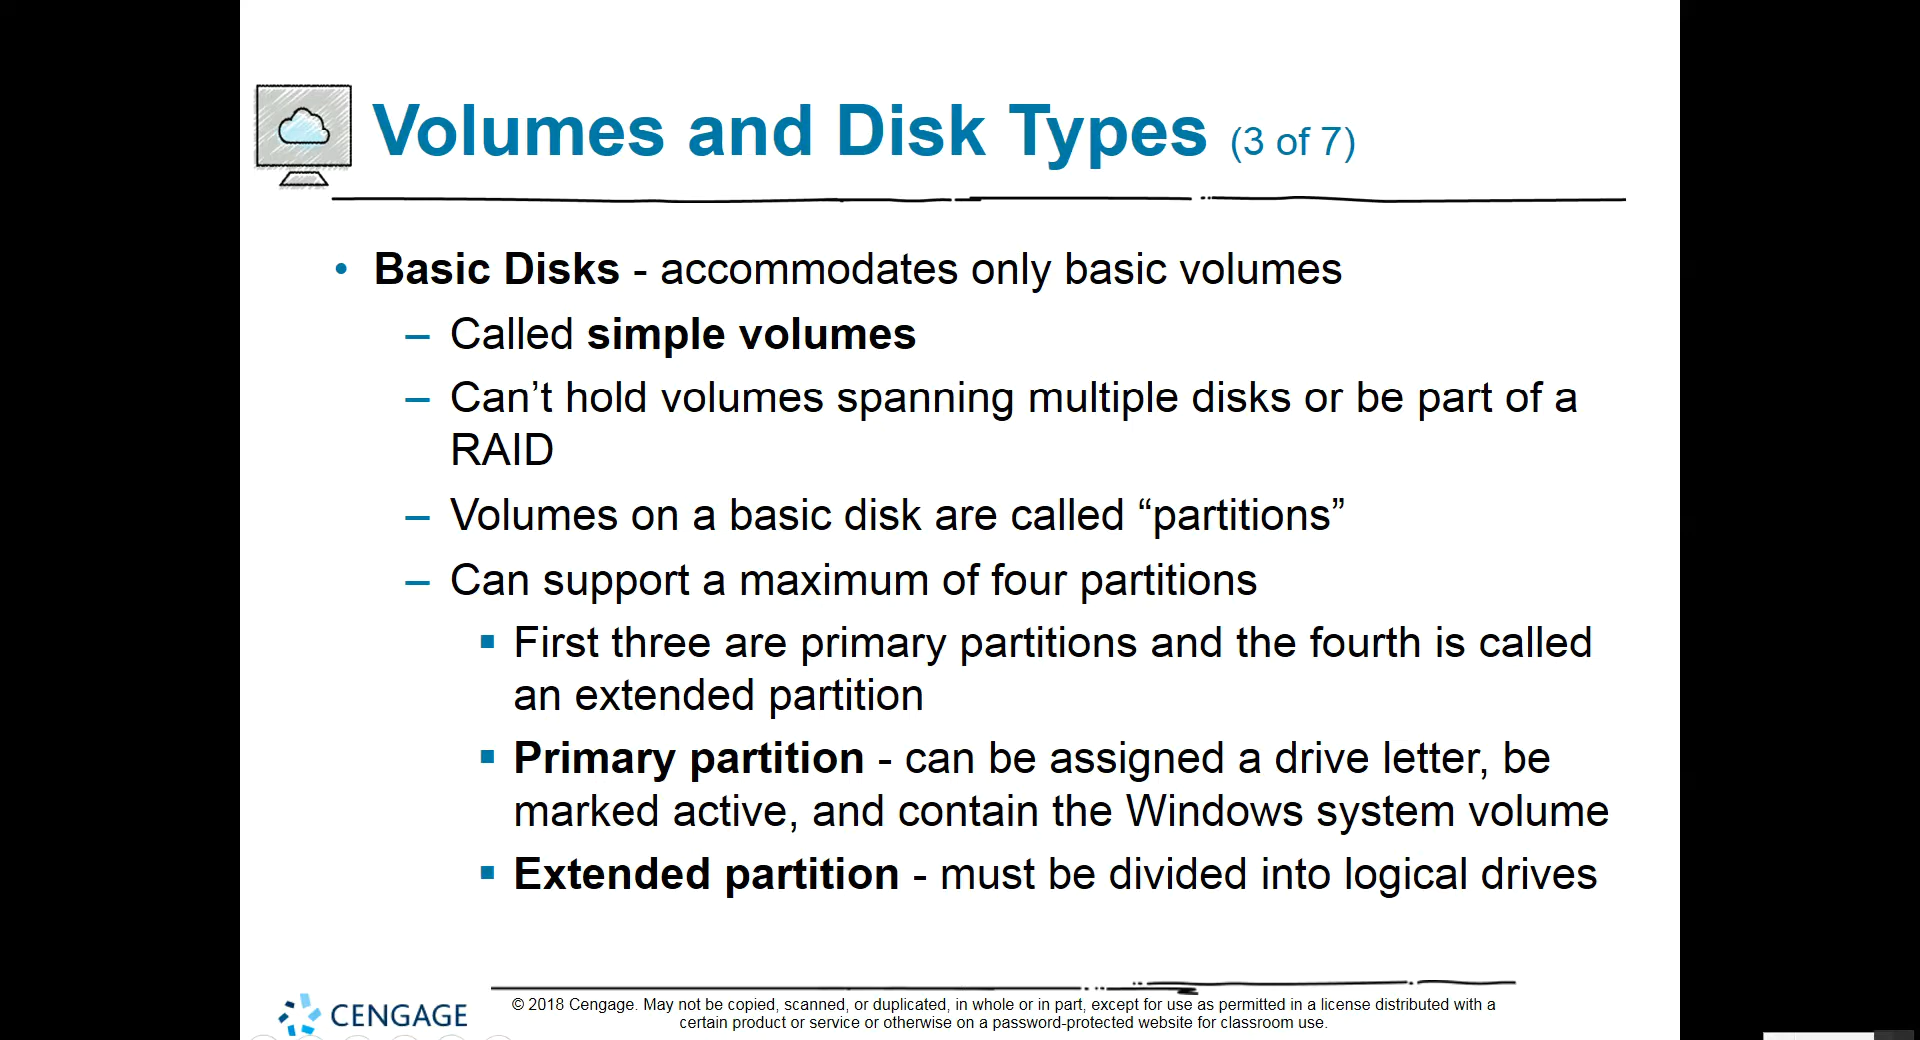 Volumes and Disk Types (3 of 7)
• Basic Disks - accommodates only basic volumes
– Called simple volumes
– Can’t hold volumes spanning multiple disks or be part of a
RAID
– Volumes on a basic disk are called “partitions”
– Can support a maximum of four partitions
▪ First three are primary partitions and the fourth is called
an extended partition
▪ Primary partition - can be assigned a drive letter, be
marked active, and contain the Windows system volume
▪ Extended partition - must be divided into logical drives
CENGAGE
© 2018 Cengage. May not be copied, scanned, or duplicated, in whole or in part, except for use as permitted in a license distributed with a
certain product or service or otherwise on a password-protected website for classroom use.